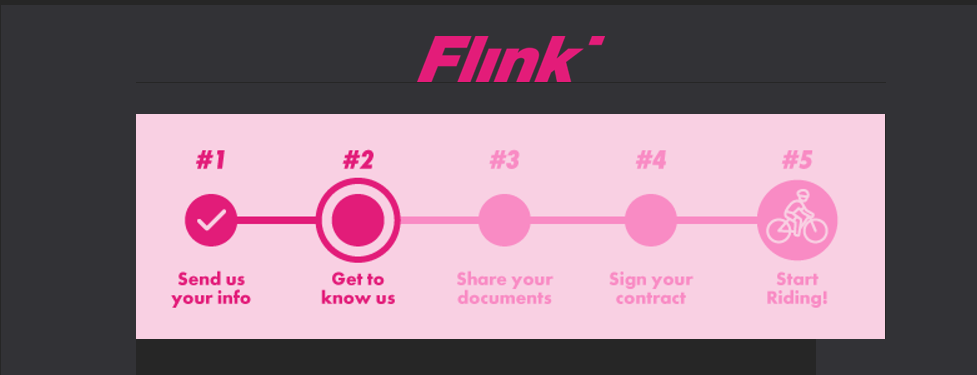 Flink
#1
#2
#3
#4
#5
Send us
your info
Get to
know us
Share your
documents
Sign your
contract
Start
Riding!